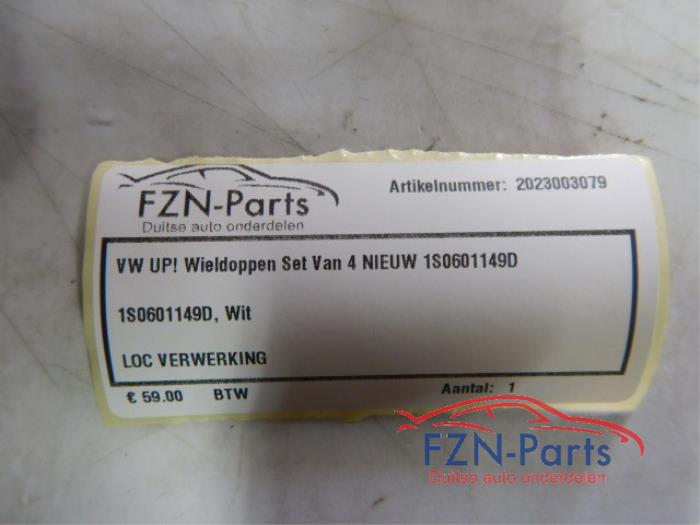 FZN-Parts
Duitse auto onderdelen
Artikelnummer: 2023003079
VW UP! Wieldoppen Set Van 4 NIEUW 1S0601149D
1S0601149D, Wit
LOC VERWERKING
€ 59.00 BTW Aantal: 1
FZN-Parts
Duitse auto onderdelen